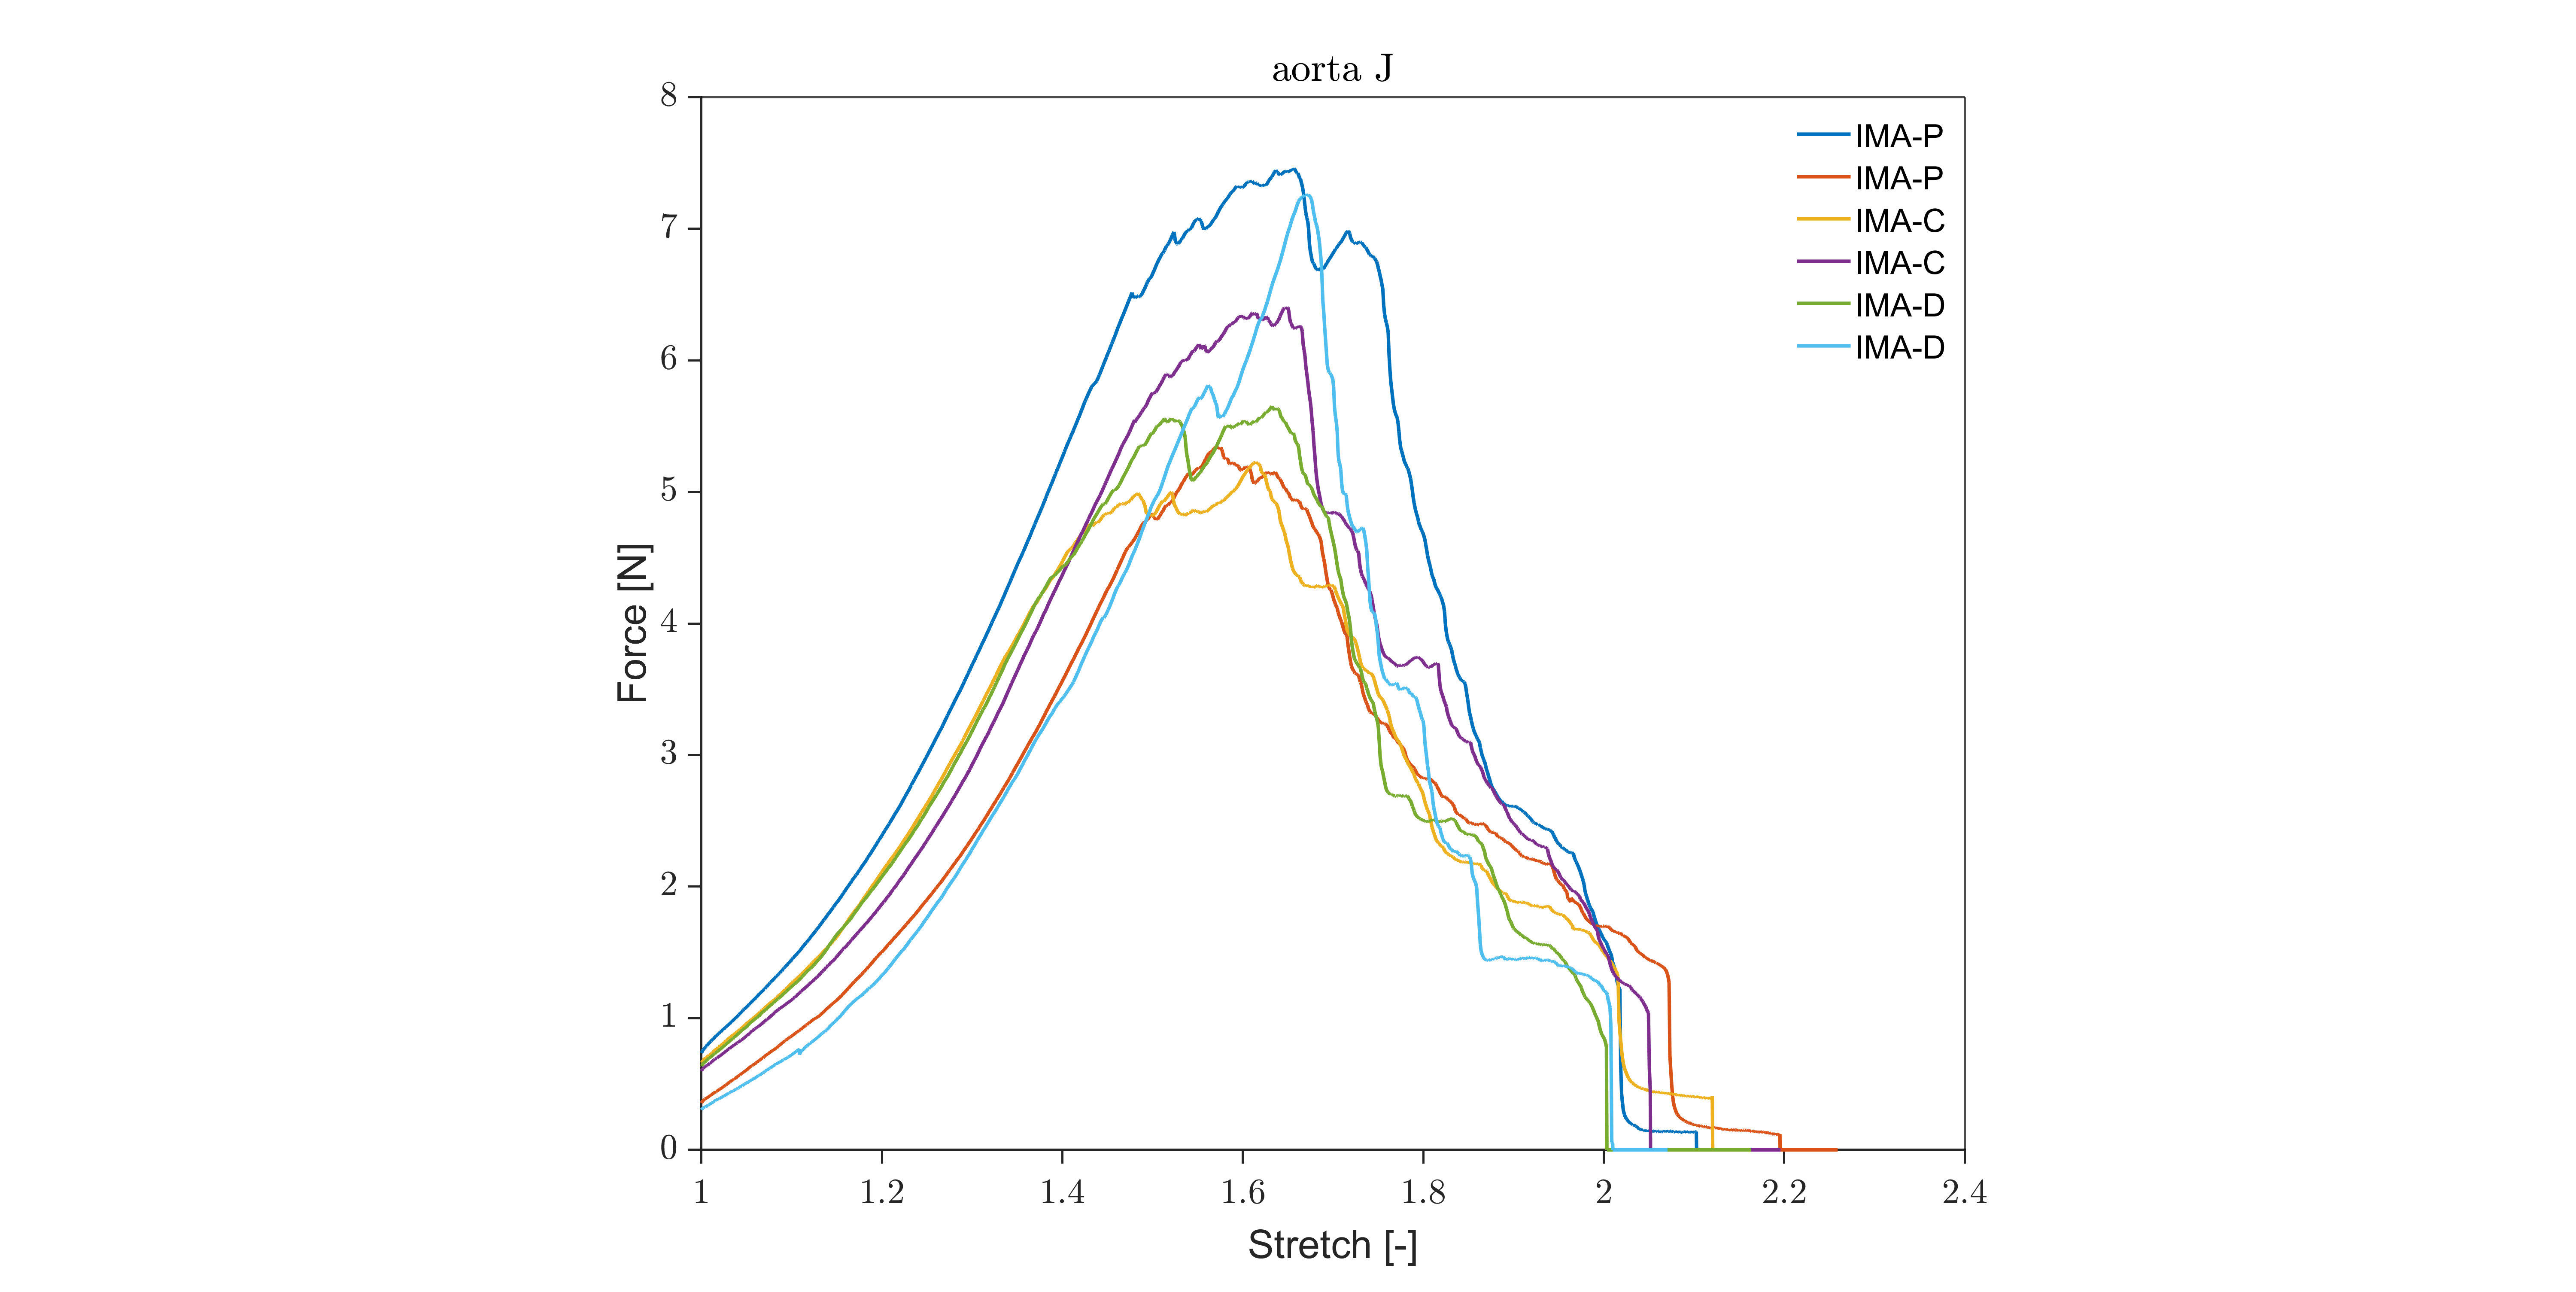 aorta J
8
7
6
5
4
3
2
1
0
Force [N]
IMA-P
IMA-P
IMA-C
IMA-C
IMA-D
IMA-D
1 1.2 1.4 1.6 1.8 2 2.2 2.4
Stretch [-]